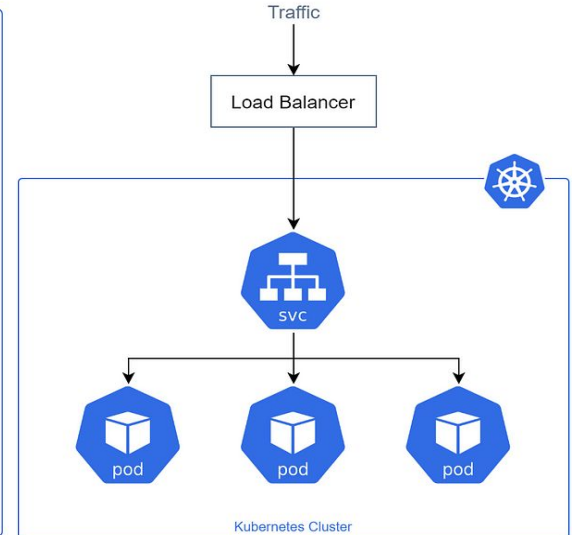 Traffic
Load Balancer
svc
pod
pod
pod
Kubernetes Cluster